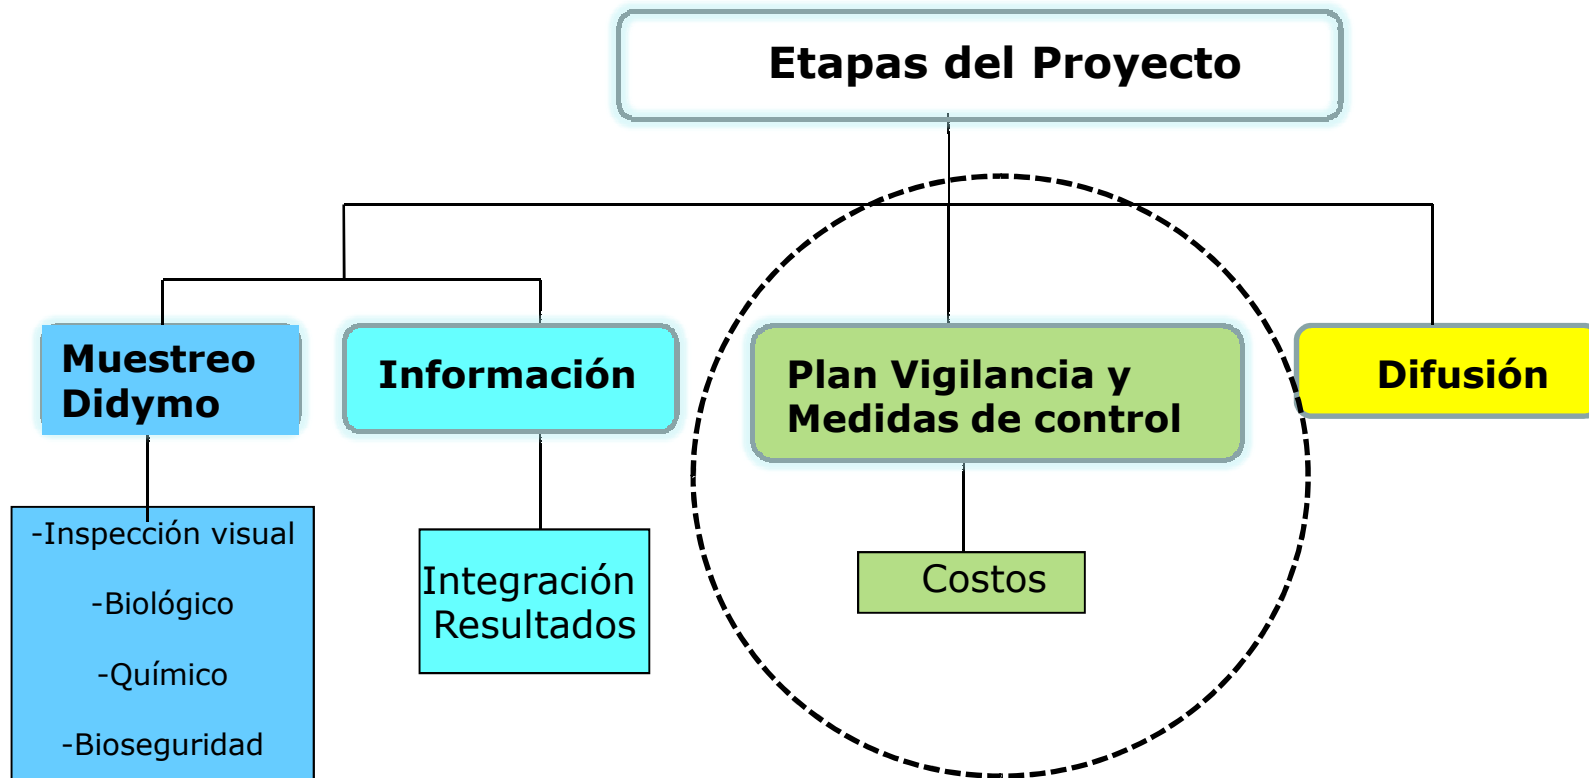 Etapas del Proyecto
Muestreo
Didymo
Información
Plan Vigilancia y
Medidas de control
Difusión
-Inspección visual
-Biológico
-Químico
-Bioseguridad
Integración
Resultados
Costos